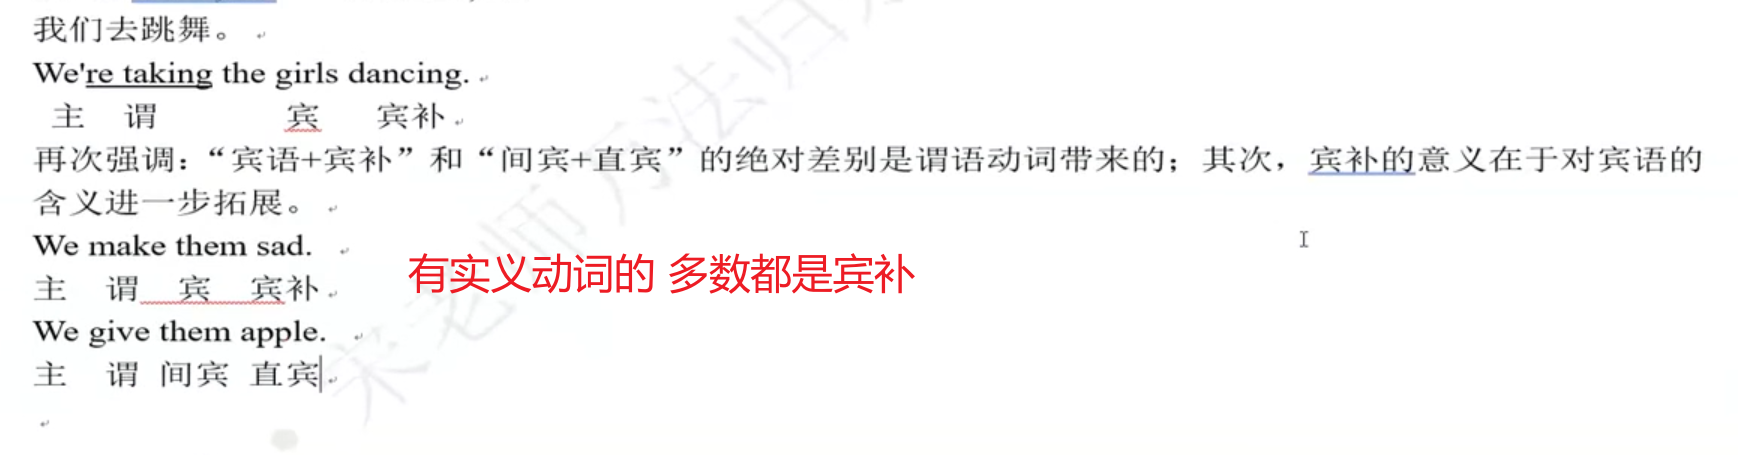 我们去跳舞。
We're taking the girls dancing.
主 谓 宾 宾补
再次强调：“宾语+宾补”和“间宾+直宾”的绝对差别是谓语动词带来的；其次，宾补的意义在于对宾语的
含义进一步拓展。
We make them sad.
主 谓 宾 宾补
有实义动词的 多数都是宾补
We give them apple.
主 谓 间宾 直宾